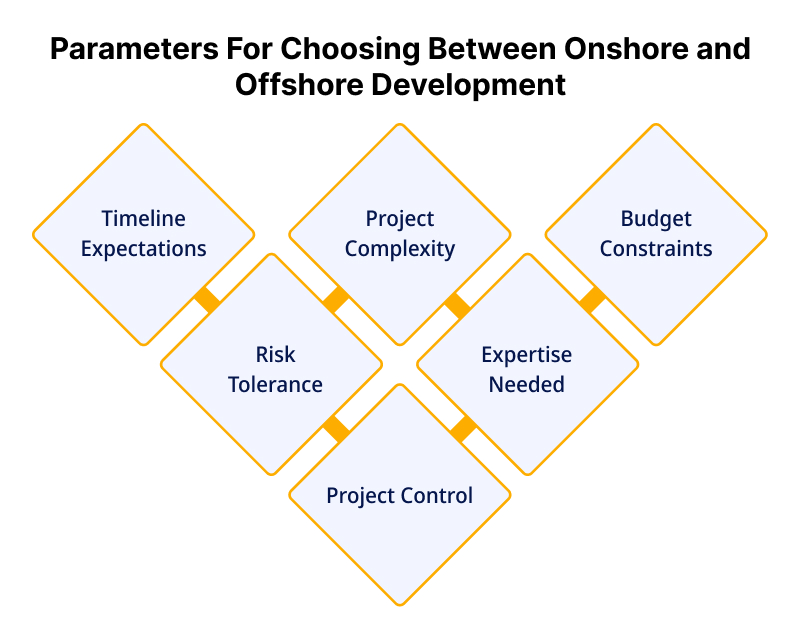 Parameters For Choosing Between Onshore and
Offshore Development
Timeline
Expectations
Project
Complexity
Budget
Constraints
Risk
Tolerance
Expertise
Needed
Project Control